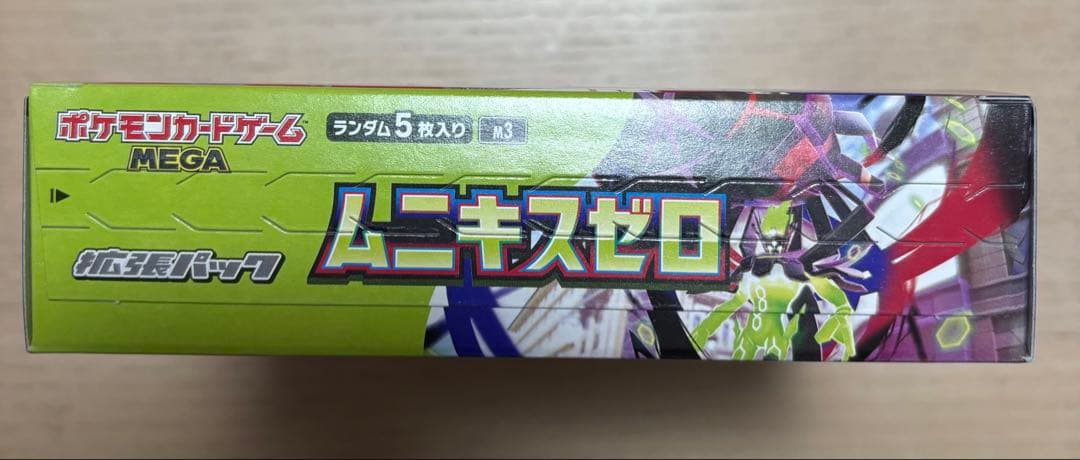 ポケモンカードゲーム
MEGA
ランダム5枚入り
M3
ムニキスゼロ
拡張パック